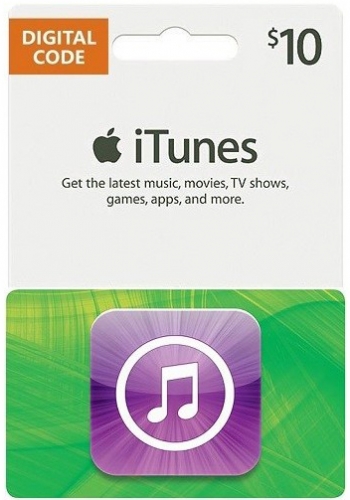 DIGITAL
CODE
$10
iTunes
Get the latest music, movies, TV shows,
games, apps, and more.